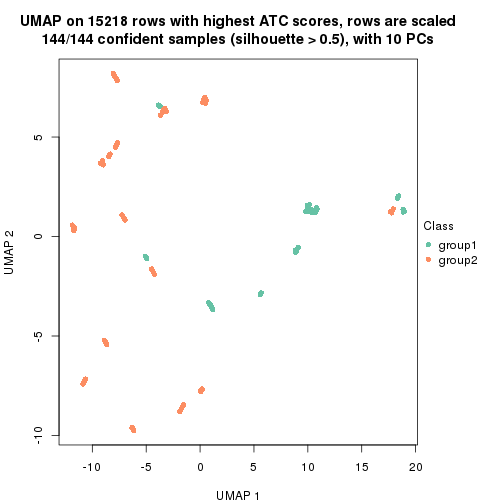 UMAP on 15218 rows with highest ATC scores, rows are scaled
144/144 confident samples (silhouette > 0.5), with 10 PCs
5
0
-5
-10
UMAP 2
Class
group1
group2
-10 -5 0 5 10 15 20
UMAP 1